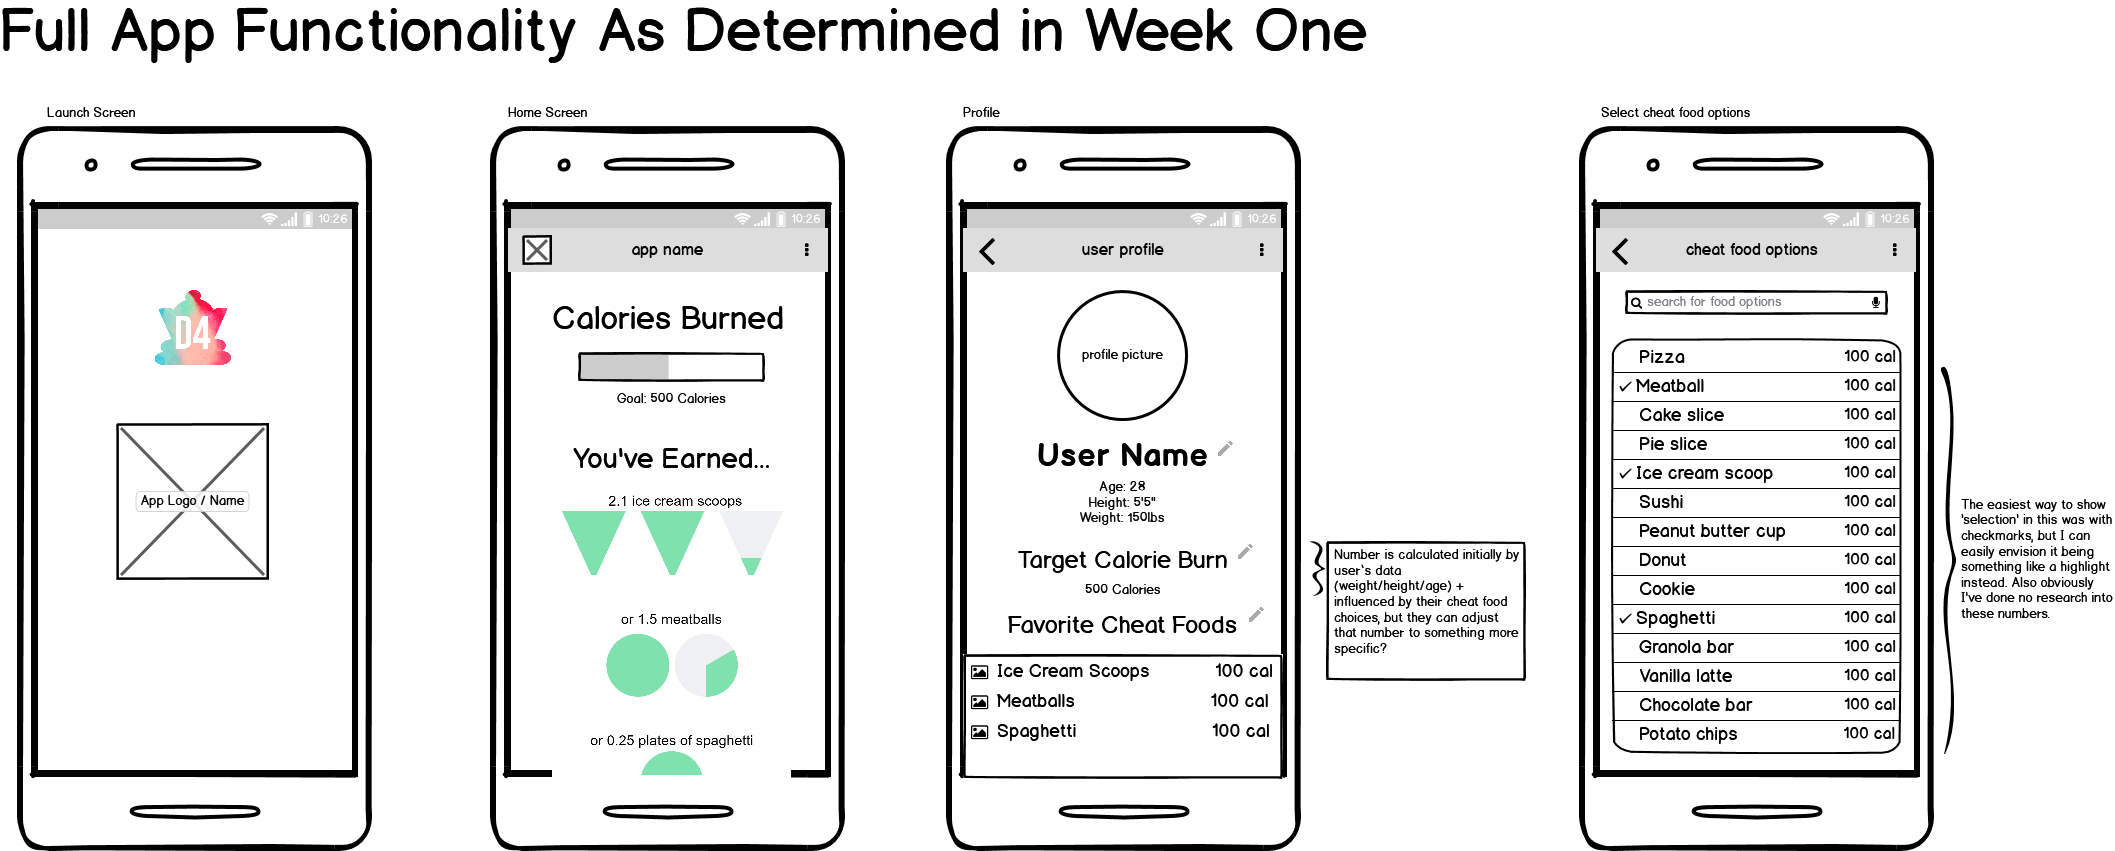 Full App Functionality As Determined in Week One
Launch Screen
10:26
D4
App Logo / Name
Home Screen
10:26
app name
Calories Burned
Goal: 500 Calories
You've Earned...
2.1 ice cream scoops
or 1.5 meatballs
or 0.25 plates of spaghetti
Profile
10:26
user profile
profile picture
User Name
Age: 28
Height: 5'5"
Weight: 150lbs
Target Calorie Burn
500 Calories
Favorite Cheat Foods
Ice Cream Scoops 100 cal
Meatballs 100 cal
Spaghetti 100 cal
Number is calculated initially by
user`s data
(weight/height/age) +
influenced by their cheat food
choices, but they can adjust
that number to something more
specific?
Select cheat food options
10:26
cheat food options
search for food options
Pizza 100 cal
Meatball 100 cal
Cake slice 100 cal
Pie slice 100 cal
Ice cream scoop 100 cal
Sushi 100 cal
Peanut butter cup 100 cal
Donut 100 cal
Cookie 100 cal
Spaghetti 100 cal
Granola bar 100 cal
Vanilla latte 100 cal
Chocolate bar 100 cal
Potato chips 100 cal
The easiest way to show
'selection' in this was with
checkmarks, but I can
easily envision it being
something like a highlight
instead. Also obviously
I've done no research into
these numbers.